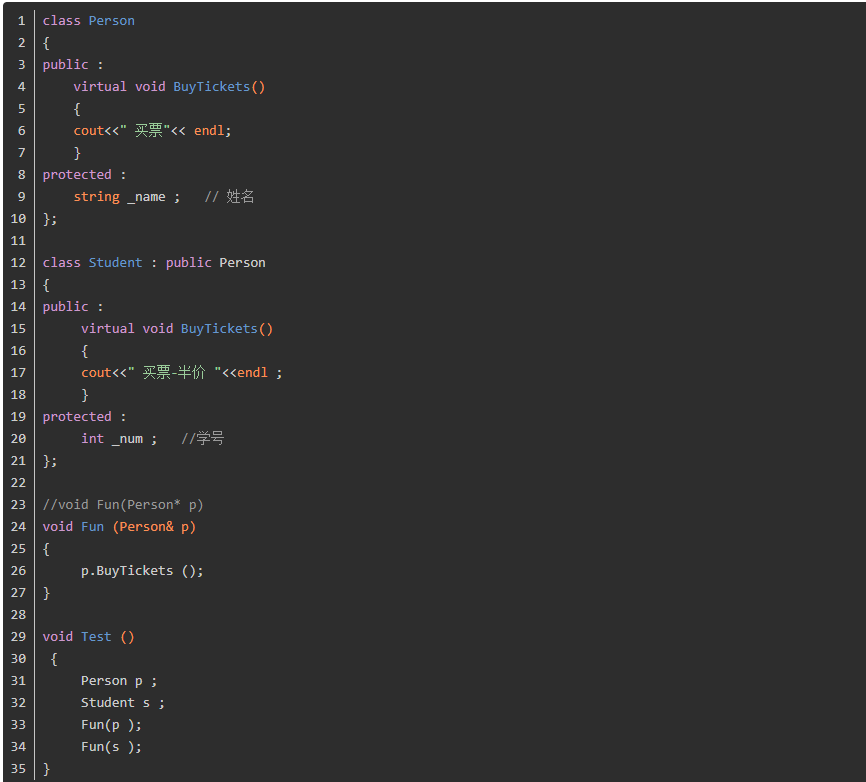 1 class Person
2 {
3 public :
4     virtual void BuyTickets()
5     {
6     cout<<" 买票"<< endl;
7     }
8 protected :
9     string _name ;   // 姓名
10 };
11
12 class Student : public Person
13 {
14 public :
15      virtual void BuyTickets()
16      {
17      cout<<" 买票-半价 "<<endl ;
18      }
19 protected :
20      int _num ;   //学号
21 };
22
23 //void Fun(Person* p)
24 void Fun (Person& p)
25 {
26      p.BuyTickets ();
27 }
28
29 void Test ()
30  {
31      Person p ;
32      Student s ;
33      Fun(p );
34      Fun(s );
35 }